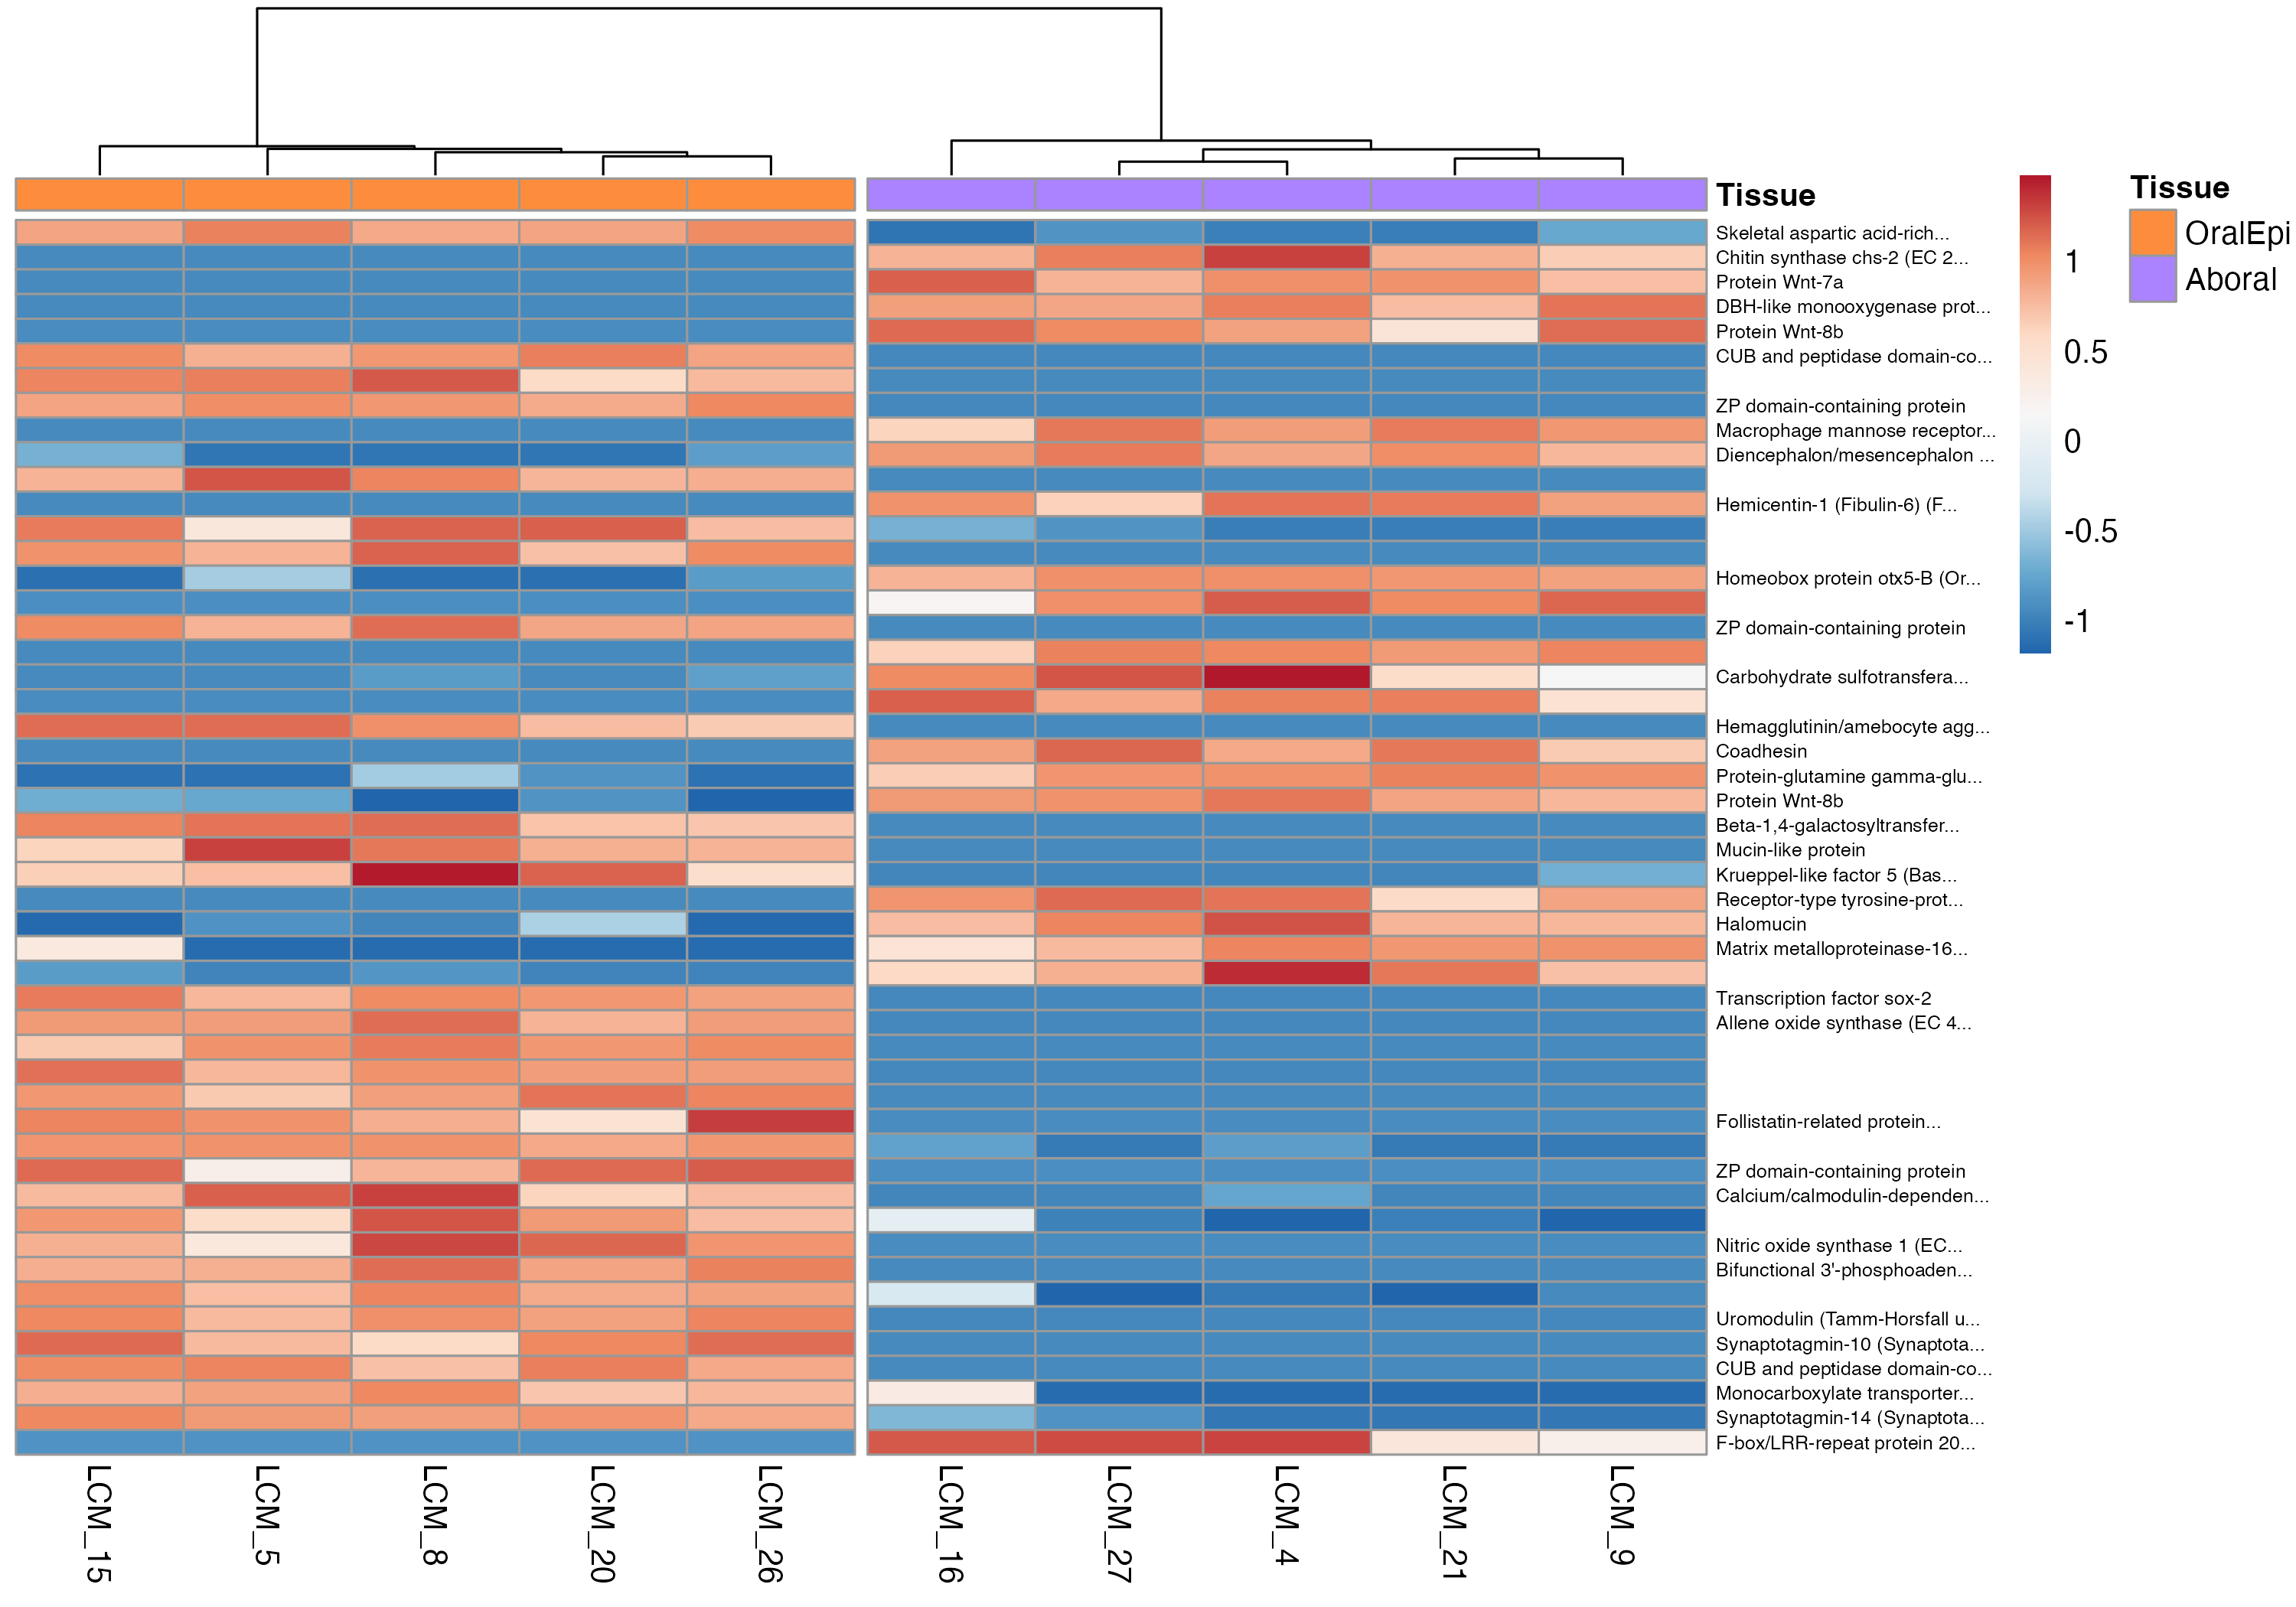 Tissue
Skeletal aspartic acid-rich...
Chitin synthase chs-2 (EC 2...
Protein Wnt-7a
DBH-like monooxygenase prot...
Protein Wnt-8b
CUB and peptidase domain-co...
ZP domain-containing protein
Macrophage mannose receptor...
Diencephalon/mesencephalon ...
Hemicentin-1 (Fibulin-6) (F...
Homeobox protein otx5-B (Or...
ZP domain-containing protein
Carbohydrate sulfotransfera...
Hemagglutinin/amebocyte agg...
Coadhesin
Protein-glutamine gamma-glu...
Protein Wnt-8b
Beta-1,4-galactosyltransfer...
Mucin-like protein
Krueppel-like factor 5 (Bas...
Receptor-type tyrosine-prot...
Halomucin
Matrix metalloproteinase-16...
Transcription factor sox-2
Allene oxide synthase (EC 4...
Follistatin-related protein...
ZP domain-containing protein
Calcium/calmodulin-dependen...
Nitric oxide synthase 1 (EC...
Bifunctional 3'-phosphoaden...
Uromodulin (Tamm-Horsfall u...
Synaptotagmin-10 (Synaptota...
CUB and peptidase domain-co...
Monocarboxylate transporter...
Synaptotagmin-14 (Synaptota...
F-box/LRR-repeat protein 20...
1
0.5
0
-0.5
-1
Tissue
OralEpi
Aboral
LCM_15
LCM_5
LCM_8
LCM_20
LCM_26
LCM_16
LCM_27
LCM_4
LCM_21
LCM_9